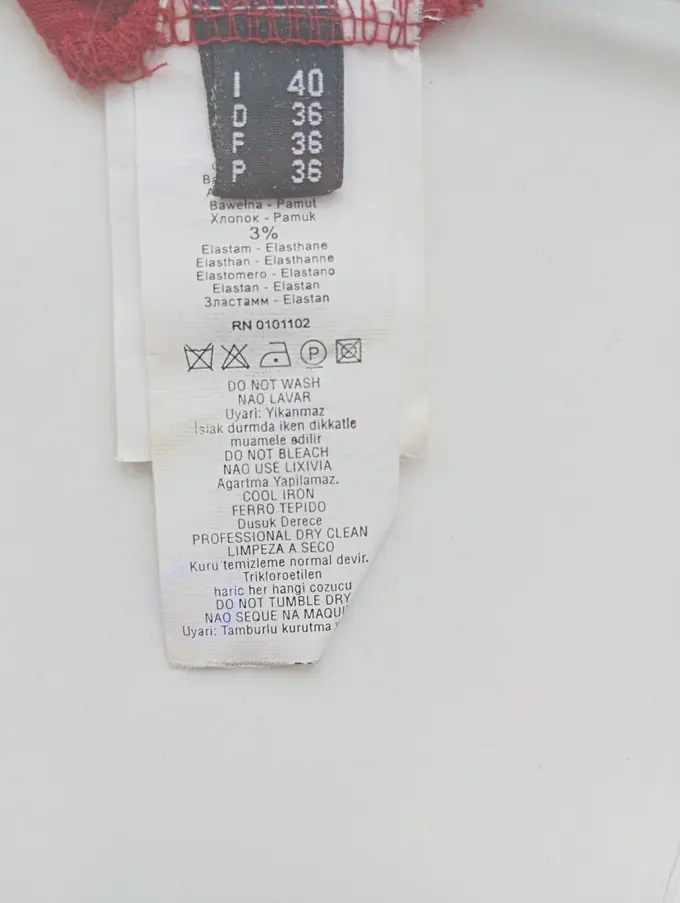 I 40
D 36
F 36
P 36
Bawełna - Pamut
Хлопок - Pamuk
3%
Elastam - Elasthane
Elasthan - Elasthanne
Elastomero - Elastano
Elastan - Elastan
Эластамм - Elastan
RN 0101102
P
DO NOT WASH
NAO LAVAR
Uyari: Yikanmaz
Islak durmda iken dikkatle
muamele edilir
DO NOT BLEACH
NAO USE LIXIVIA
Agartma Yapilamaz.
COOL IRON
FERRO TEPIDO
Dusuk Derece
PROFESSIONAL DRY CLEAN
LIMPEZA A SECO
Kuru temizleme normal devir.
Trikloroetilen
haric her hangi cozucu
DO NOT TUMBLE DRY
NAO SEQUE NA MAQUI
Uyari: Tamburlu kurutma